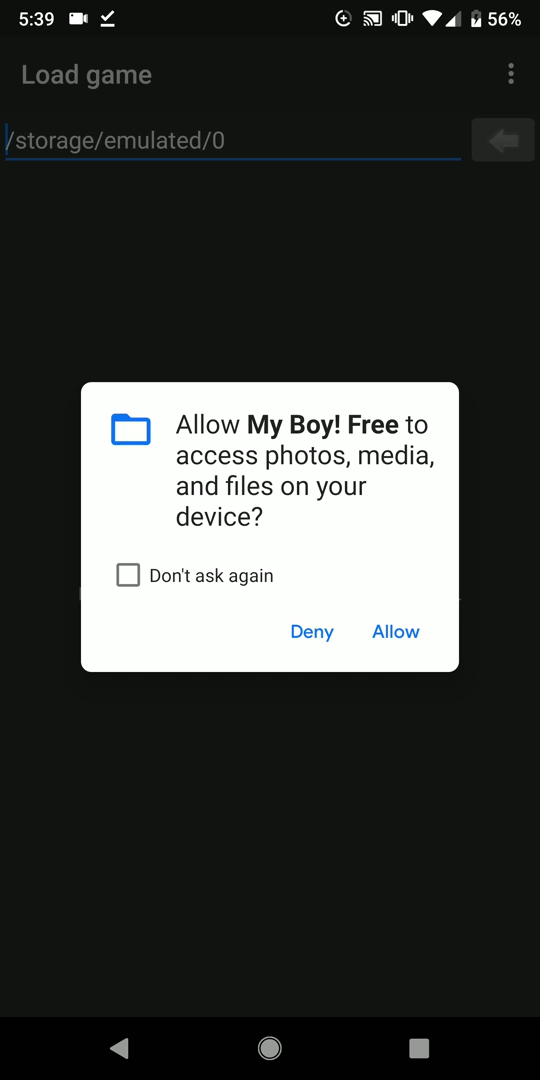 5:39
56%
Load game
/storage/emulated/0
Allow My Boy! Free to
access photos, media,
and files on your
device?
Don't ask again
Deny
Allow